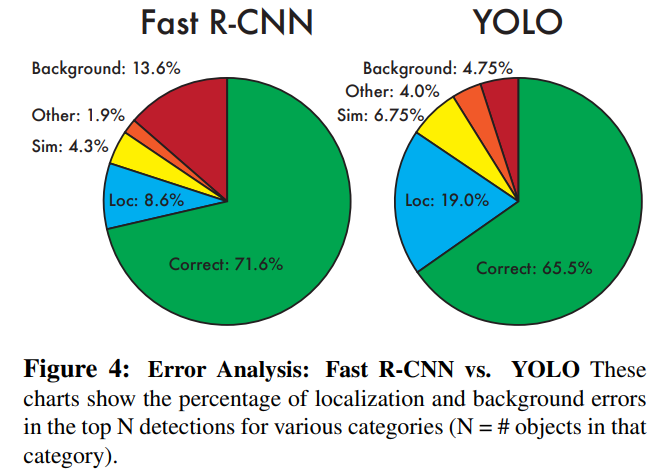 Fast R-CNN
Background: 13.6%
Other: 1.9%
Sim: 4.3%
Loc: 8.6%
Correct: 71.6%
YOLO
Background: 4.75%
Other: 4.0%
Sim: 6.75%
Loc: 19.0%
Correct: 65.5%
Figure 4: Error Analysis: Fast R-CNN vs. YOLO These
charts show the percentage of localization and background errors
in the top N detections for various categories (N = # objects in that
category).